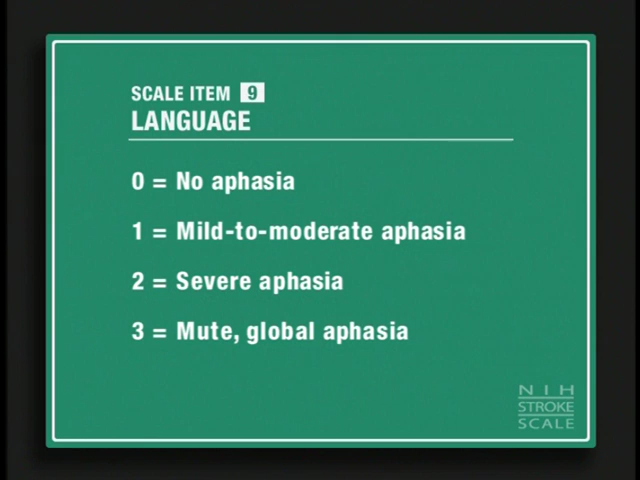 SCALE ITEM 9
LANGUAGE
0 = No aphasia
1 = Mild-to-moderate aphasia
2 = Severe aphasia
3 = Mute, global aphasia
NIH
STROKE
SCALE